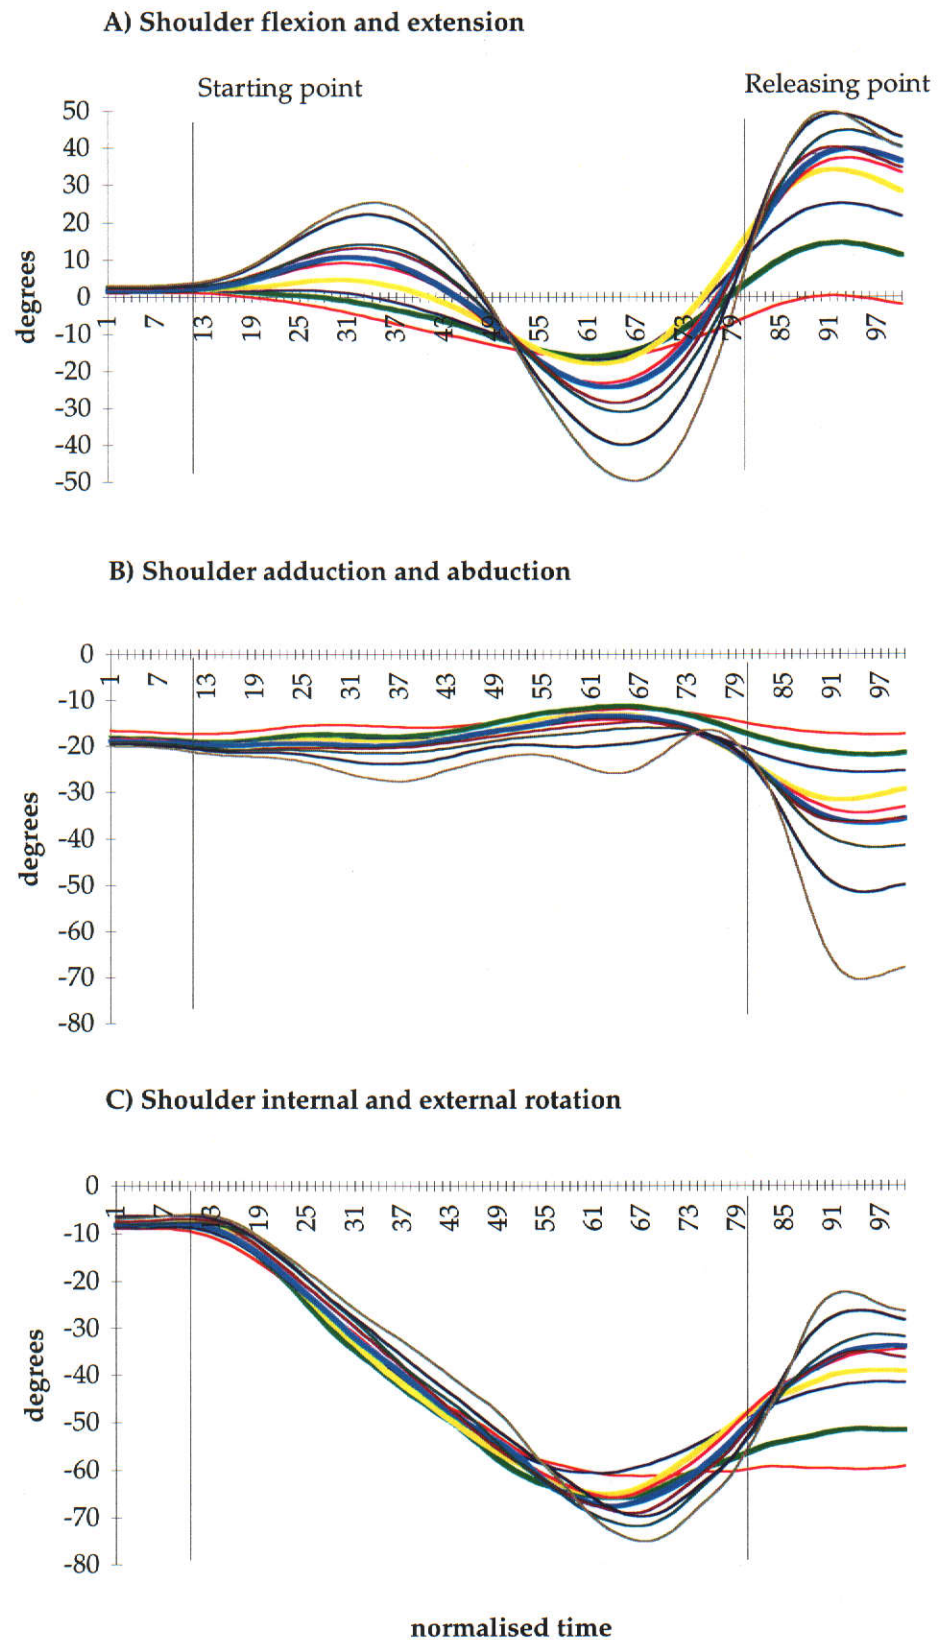 A) Shoulder flexion and extension
Starting point
Releasing point
50
40
30
20
10
0
-10
-20
-30
-40
-50
degrees
1 7 13 19 25 31 37 43 49 55 61 67 73 79 85 91 97
B) Shoulder adduction and abduction
0
-10
-20
-30
-40
-50
-60
-70
-80
degrees
1 7 13 19 25 31 37 43 49 55 61 67 73 79 85 91 97
C) Shoulder internal and external rotation
0
-10
-20
-30
-40
-50
-60
-70
-80
degrees
1 7 13 19 25 31 37 43 49 55 61 67 73 79 85 91 97
normalised time